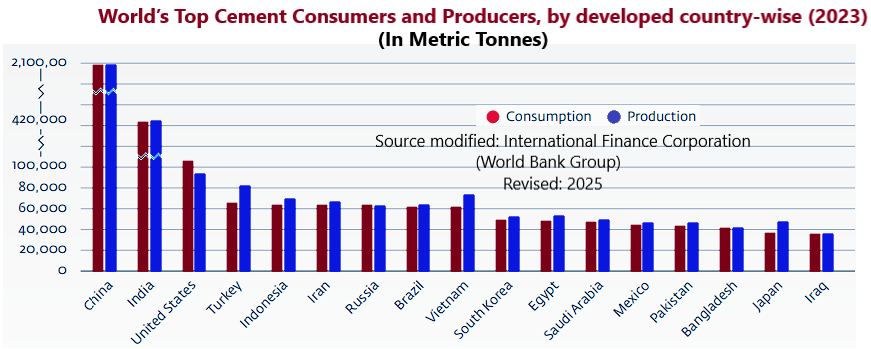 World's Top Cement Consumers and Producers, by developed country-wise (2023)
(In Metric Tonnes)
2,100,00
420,000
100,000
80,000
60,000
40,000
20,000
0
Consumption
Production
Source modified: International Finance Corporation
(World Bank Group)
Revised: 2025
China
India
United States
Turkey
Indonesia
Iran
Russia
Brazil
Vietnam
South Korea
Egypt
Saudi Arabia
Mexico
Pakistan
Bangladesh
Japan
Iraq